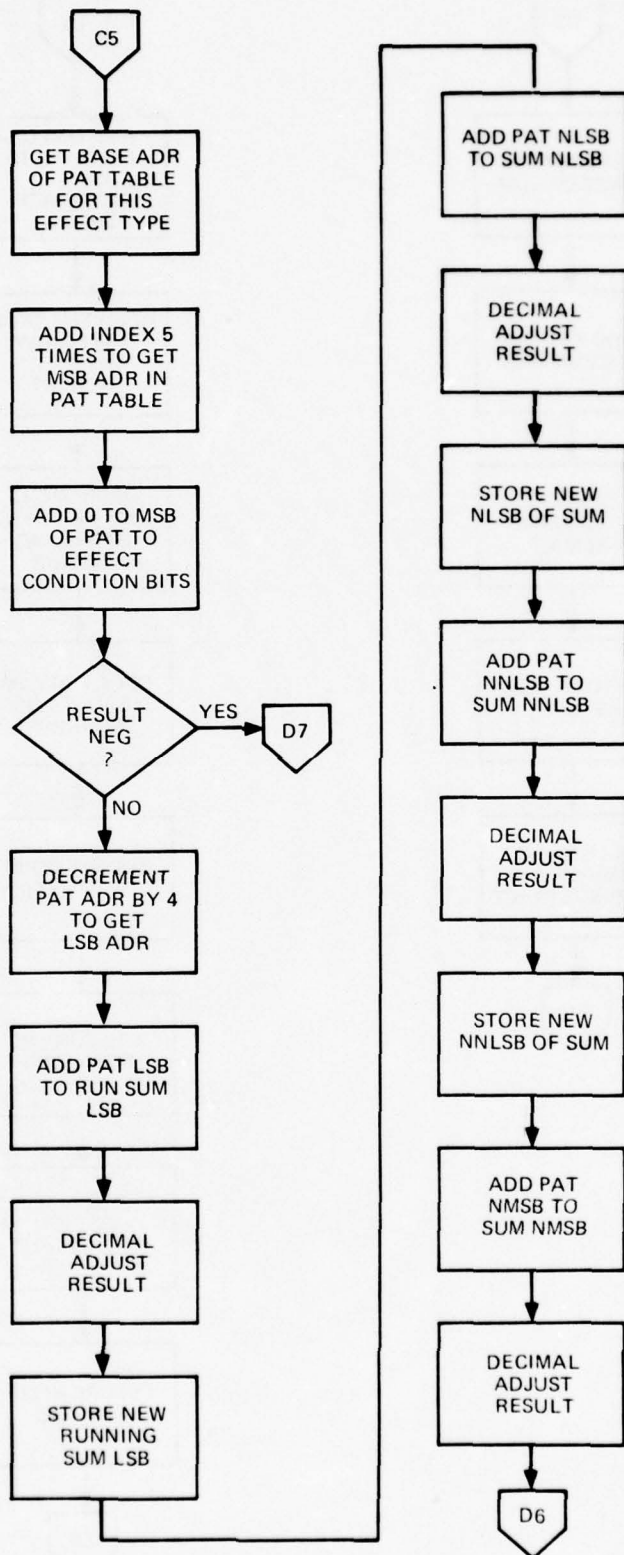 C5
GET BASE ADR
OF PAT TABLE
FOR THIS
EFFECT TYPE
ADD INDEX 5
TIMES TO GET
MSB ADR IN
PAT TABLE
ADD 0 TO MSB
OF PAT TO
EFFECT
CONDITION BITS
RESULT
NEG
?
YES
D7
NO
DECREMENT
PAT ADR BY 4
TO GET
LSB ADR
ADD PAT LSB
TO RUN SUM
LSB
DECIMAL
ADJUST
RESULT
STORE NEW
RUNNING
SUM LSB
ADD PAT NLSB
TO SUM NLSB
DECIMAL
ADJUST
RESULT
STORE NEW
NLSB OF SUM
ADD PAT
NNLSB TO
SUM NNLSB
DECIMAL
ADJUST
RESULT
STORE NEW
NNLSB OF SUM
ADD PAT
NMSB TO
SUM NMSB
DECIMAL
ADJUST
RESULT
D6